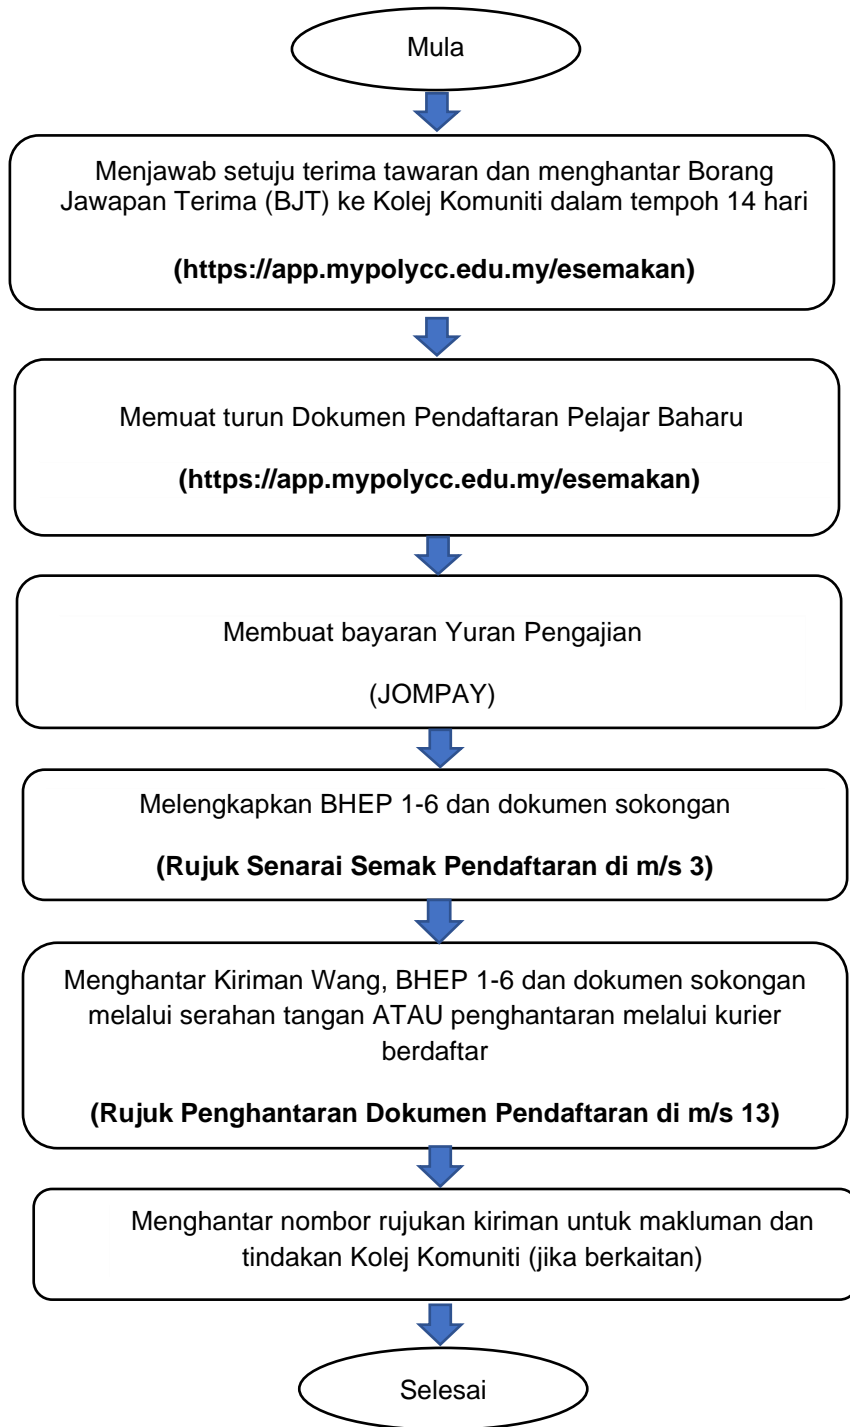 Mula
Menjawab setuju terima tawaran dan menghantar Borang
Jawapan Terima (BJT) ke Kolej Komuniti dalam tempoh 14 hari
(https://app.mypolycc.edu.my/esemakan)
Memuat turun Dokumen Pendaftaran Pelajar Baharu
(https://app.mypolycc.edu.my/esemakan)
Membuat bayaran Yuran Pengajian
(JOMPAY)
Melengkapkan BHEP 1-6 dan dokumen sokongan
(Rujuk Senarai Semak Pendaftaran di m/s 3)
Menghantar Kiriman Wang, BHEP 1-6 dan dokumen sokongan
melalui serahan tangan ATAU penghantaran melalui kurier
berdaftar
(Rujuk Penghantaran Dokumen Pendaftaran di m/s 13)
Menghantar nombor rujukan kiriman untuk makluman dan
tindakan Kolej Komuniti (jika berkaitan)
Selesai